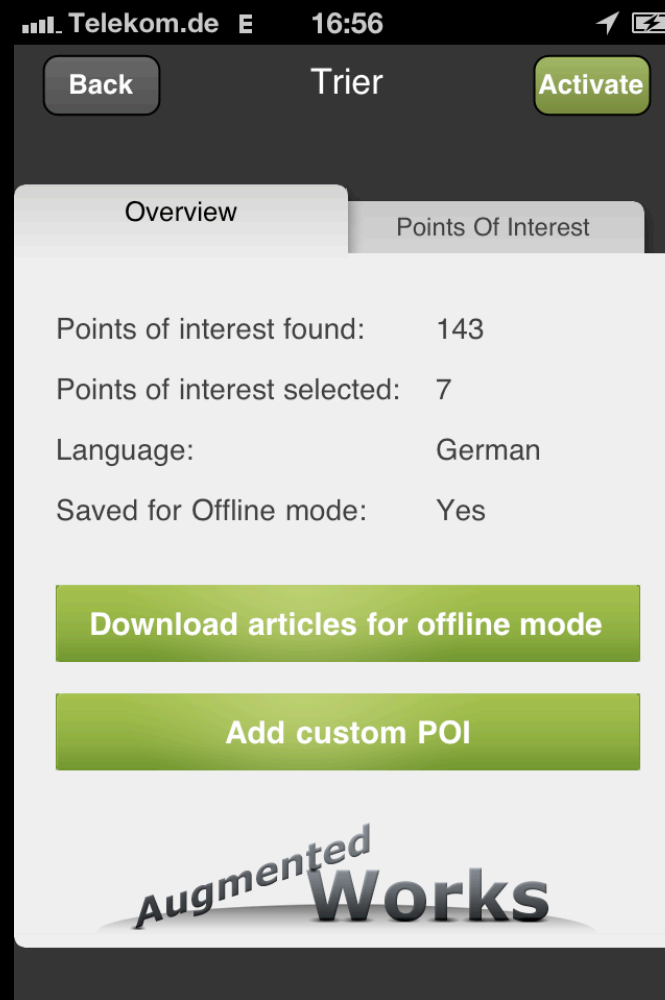 Telekom.de E 16:56
Back Trier Activate
Overview Points Of Interest
Points of interest found: 143
Points of interest selected: 7
Language: German
Saved for Offline mode: Yes
Download articles for offline mode
Add custom POI
Augmented
Works